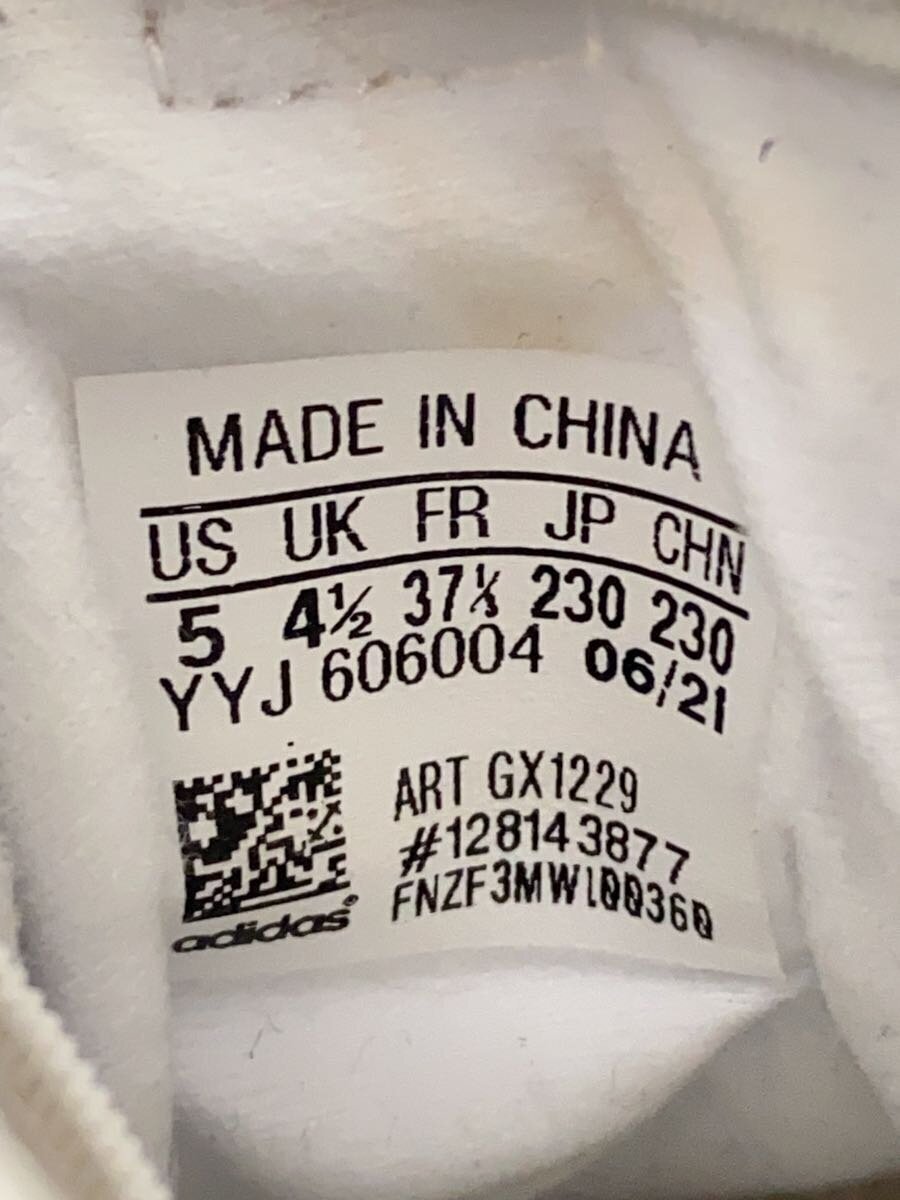 MADE IN CHINA
US UK FR JP CHN
5 4½ 37⅓ 230 230
YYJ 606004 06/21
ART GX1229
#128143877
FNZF3MW100360
adidas®